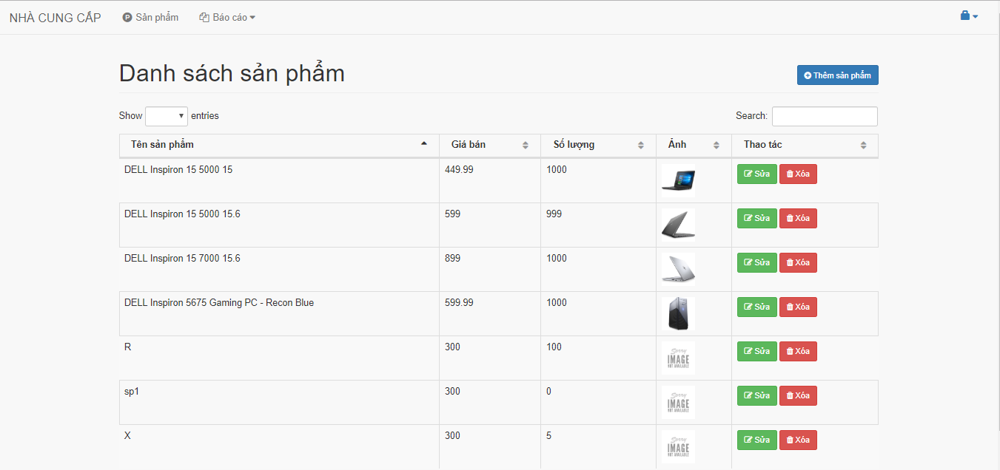 NHÀ CUNG CẤP Sản phẩm Báo cáo
Danh sách sản phẩm
Thêm sản phẩm
Show entries Search:
Tên sản phẩm Giá bán Số lượng Ảnh Thao tác
DELL Inspiron 15 5000 15 449.99 1000 Sửa Xóa
DELL Inspiron 15 5000 15.6 599 999 Sửa Xóa
DELL Inspiron 15 7000 15.6 899 1000 Sửa Xóa
DELL Inspiron 5675 Gaming PC - Recon Blue 599.99 1000 Sửa Xóa
R 300 100 Sorry IMAGE NOT AVAILABLE Sửa Xóa
sp1 300 0 Sorry IMAGE NOT AVAILABLE Sửa Xóa
X 300 5 Sorry IMAGE NOT AVAILABLE Sửa Xóa